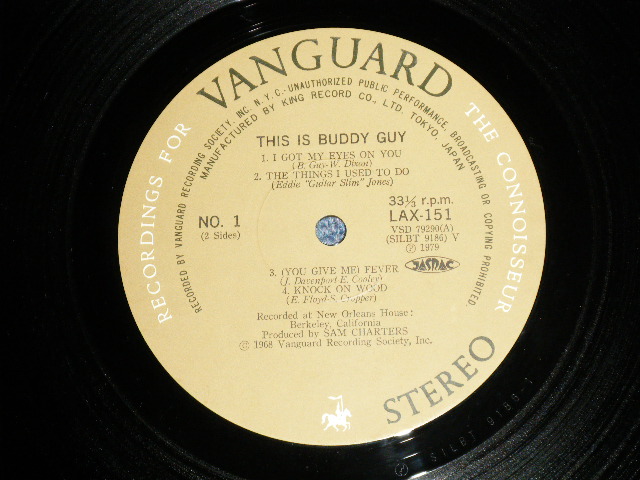 RECORDINGS FOR VANGUARD THE CONNOISSEUR
RECORDED BY VANGUARD RECORDING SOCIETY, INC. N.Y.C.·UNAUTHORIZED PUBLIC PERFORMANCE, BROADCASTING OR COPYING PROHIBITED
MANUFACTURED BY KING RECORD CO., LTD. TOKYO, JAPAN
THIS IS BUDDY GUY
1. I GOT MY EYES ON YOU
(B. Guy-W. Dixon)
2. THE THINGS I USED TO DO
(Eddie "Guitar Slim" Jones)
NO. 1
(2 Sides)
33⅓ r.p.m.
LAX-151
VSD 79290(A)
(SILBT 9186) V
Ⓟ 1979
JASRAC
3. (YOU GIVE ME) FEVER
(J. Davenport-E. Cooley)
4. KNOCK ON WOOD
(E. Floyd-S. Cropper)
Recorded at New Orleans House:
Berkeley, California
Produced by SAM CHARTERS
Ⓒ 1968 Vanguard Recording Society, Inc.
STEREO